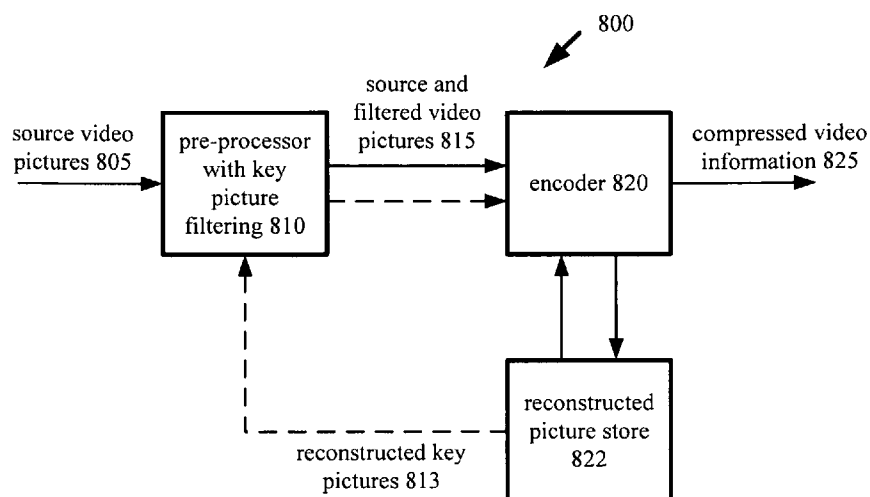 800
source video
pictures 805
pre-processor
with key
picture
filtering 810
source and
filtered video
pictures 815
encoder 820
compressed video
information 825
reconstructed
picture store
822
reconstructed key
pictures 813